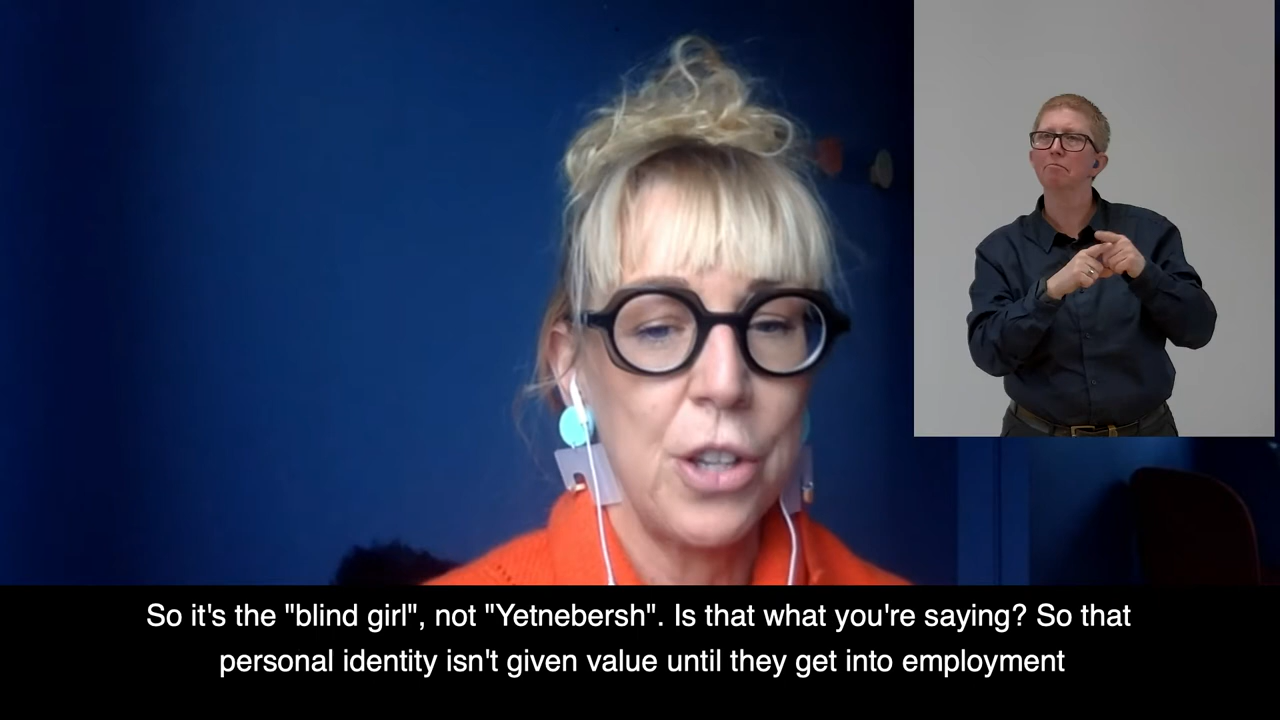 So it's the "blind girl", not "Yetnebersh". Is that what you're saying? So that
personal identity isn't given value until they get into employment